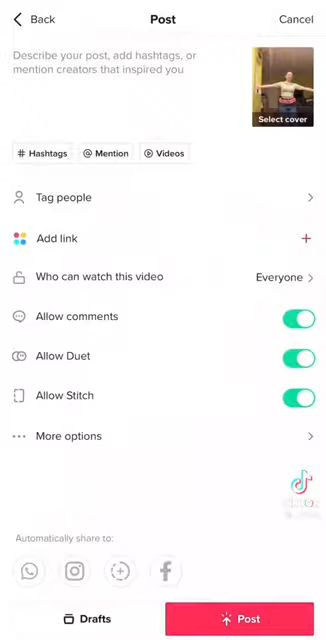 Back
Post
Cancel
Describe your post, add hashtags, or
mention creators that inspired you
Select cover
# Hashtags
@ Mention
Videos
Tag people
Add link
Who can watch this video
Everyone
Allow comments
Allow Duet
Allow Stitch
More options
Automatically share to:
Drafts
Post